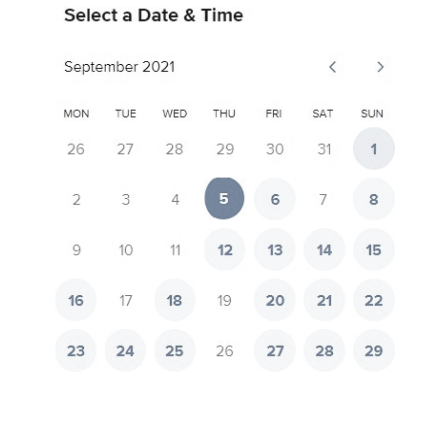 Select a Date & Time
September 2021
MON TUE WED THU FRI SAT SUN
26 27 28 29 30 31 1
2 3 4 5 6 7 8
9 10 11 12 13 14 15
16 17 18 19 20 21 22
23 24 25 26 27 28 29